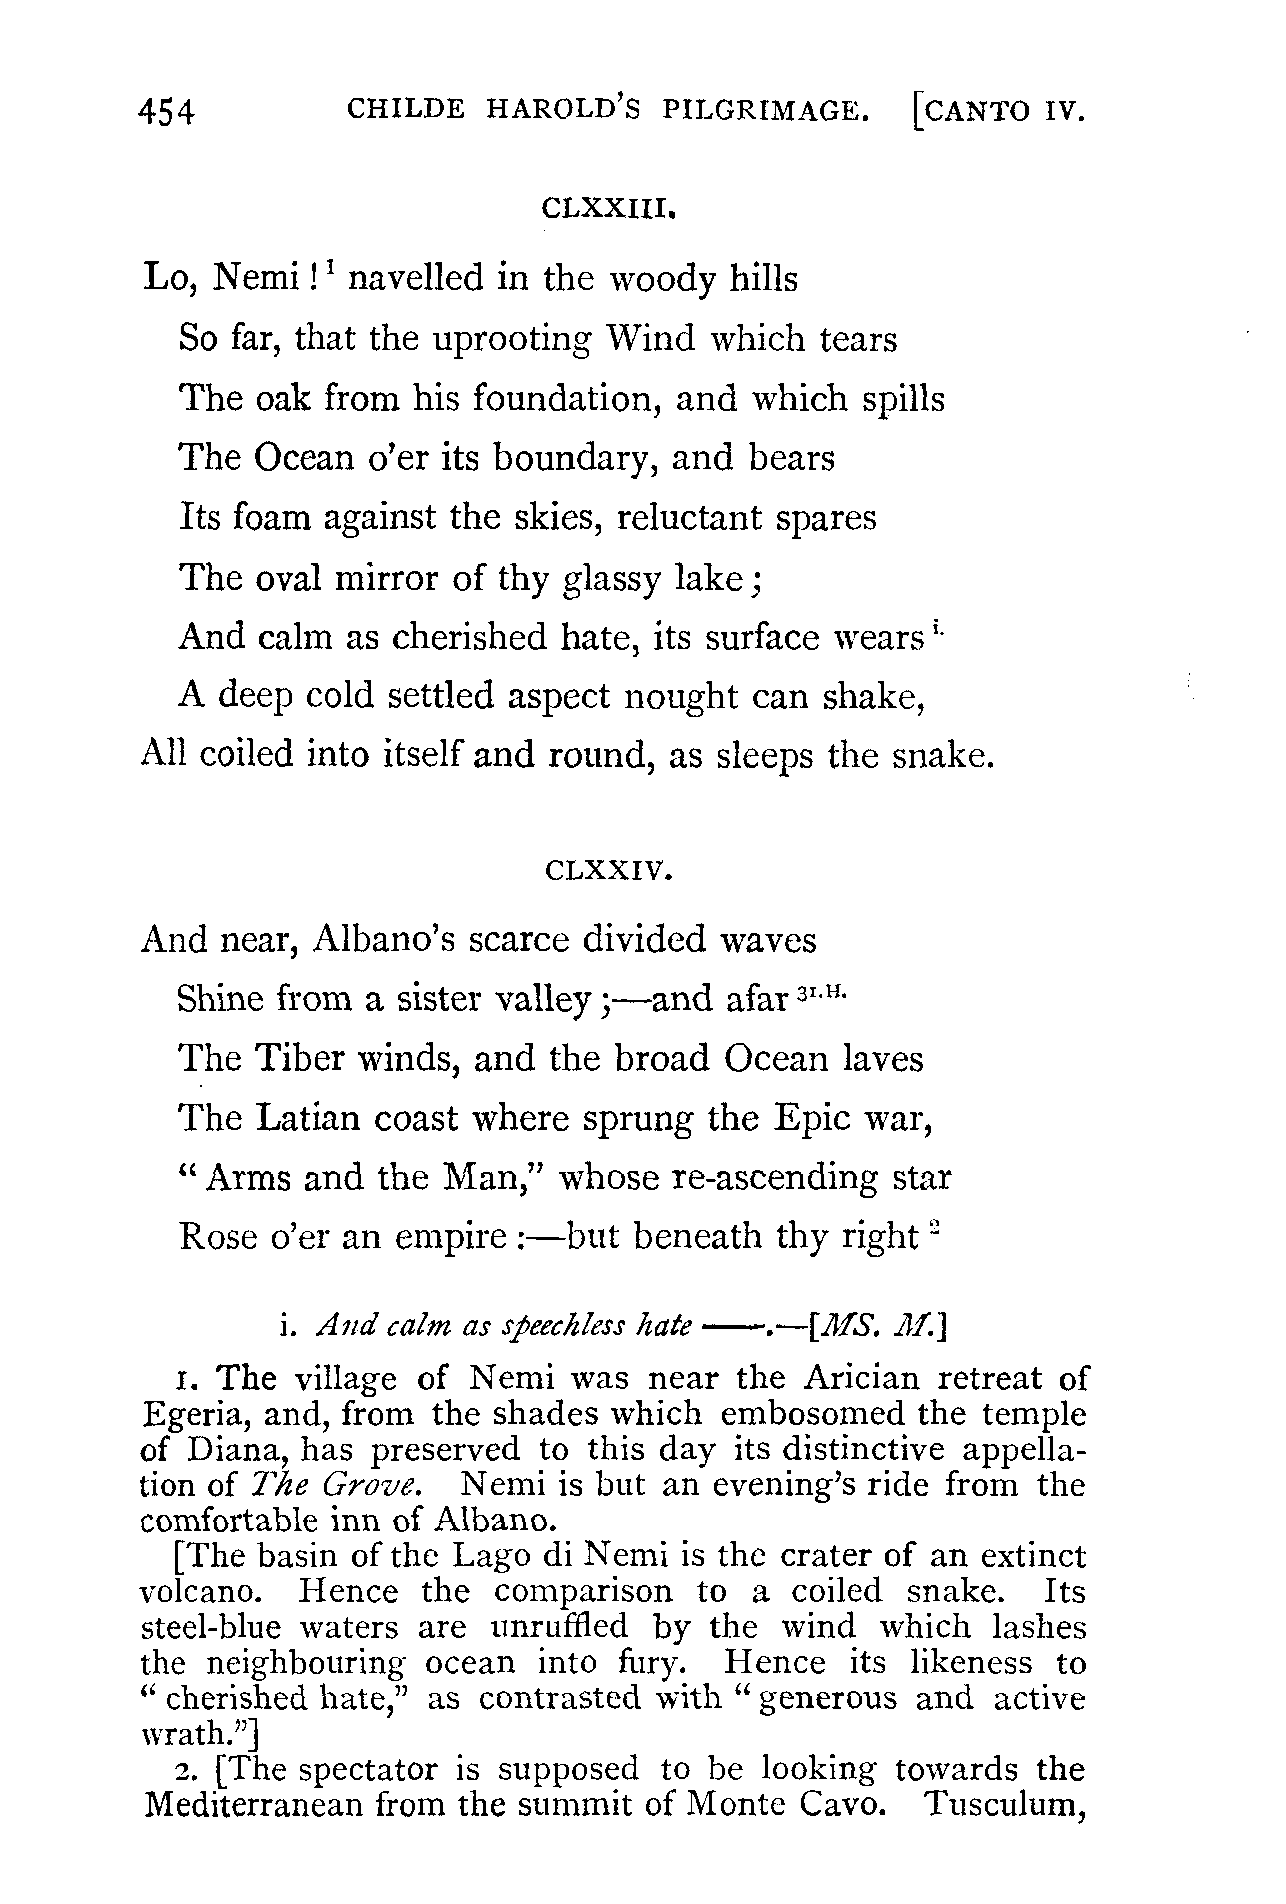 454 CHILDE HAROLD'S PILGRIMAGE. [CANTO IV.
CLXXIII.
Lo, Nemi ! ¹ navelled in the woody hills
So far, that the uprooting Wind which tears
The oak from his foundation, and which spills
The Ocean o'er its boundary, and bears
Its foam against the skies, reluctant spares
The oval mirror of thy glassy lake ;
And calm as cherished hate, its surface wears i.
A deep cold settled aspect nought can shake,
All coiled into itself and round, as sleeps the snake.
CLXXIV.
And near, Albano's scarce divided waves
Shine from a sister valley ;—and afar 31.H.
The Tiber winds, and the broad Ocean laves
The Latian coast where sprung the Epic war,
" Arms and the Man," whose re-ascending star
Rose o'er an empire :—but beneath thy right ²
i. And calm as speechless hate ——.—[MS. M.]
1. The village of Nemi was near the Arician retreat of
Egeria, and, from the shades which embosomed the temple
of Diana, has preserved to this day its distinctive appella-
tion of The Grove. Nemi is but an evening's ride from the
comfortable inn of Albano.
[The basin of the Lago di Nemi is the crater of an extinct
volcano. Hence the comparison to a coiled snake. Its
steel-blue waters are unruffled by the wind which lashes
the neighbouring ocean into fury. Hence its likeness to
" cherished hate," as contrasted with " generous and active
wrath."]
2. [The spectator is supposed to be looking towards the
Mediterranean from the summit of Monte Cavo. Tusculum,